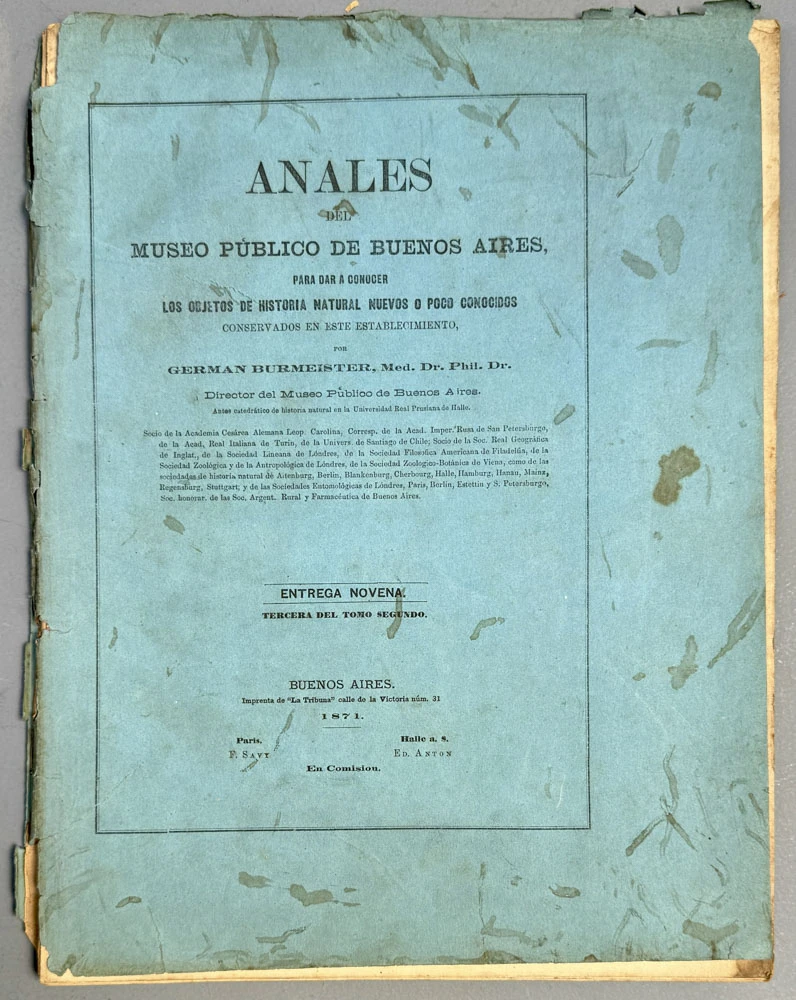 ANALES
DEL
MUSEO PÚBLICO DE BUENOS AIRES,
PARA DAR A CONOCER
LOS OBJETOS DE HISTORIA NATURAL NUEVOS O POCO CONOCIDOS
CONSERVADOS EN ESTE ESTABLECIMIENTO,
POR
GERMAN BURMEISTER, Med. Dr. Phil. Dr.
Director del Museo Público de Buenos Aires.
Antes catedrático de historia natural en la Universidad Real Prusiana de Halle.
Socio de la Academia Cesárea Alemana Leop. Carolina, Corresp. de la Acad. Imper. Rusa de San Petersburgo,
de la Acad, Real Italiana de Turin, de la Univers. de Santiago de Chile; Socio de la Soc. Real Geográfica
de Inglat., de la Sociedad Lineana de Lóndres, de la Sociedad Filosofica Americana de Filadelfia, de la
Sociedad Zoológica y de la Antropológica de Lóndres, de la Sociedad Zoologico-Botánica de Viena, como de las
sociedades de historia natural de Altenburg, Berlin, Blankenburg, Cherbourg, Halle, Hamburg, Hanau, Mainz,
Regensburg, Stuttgart; y de las Sociedades Entomológicas de Lóndres, Paris, Berlin, Estettin y S. Petersburgo,
Soc. honorar. de las Soc. Argent. Rural y Farmacéutica de Buenos Aires.
ENTREGA NOVENA.
TERCERA DEL TOMO SEGUNDO.
BUENOS AIRES.
Imprenta de "La Tribuna" calle de la Victoria núm. 31
1871.
Paris. Halle a. S.
F. SAVY ED. ANTON
En Comision.